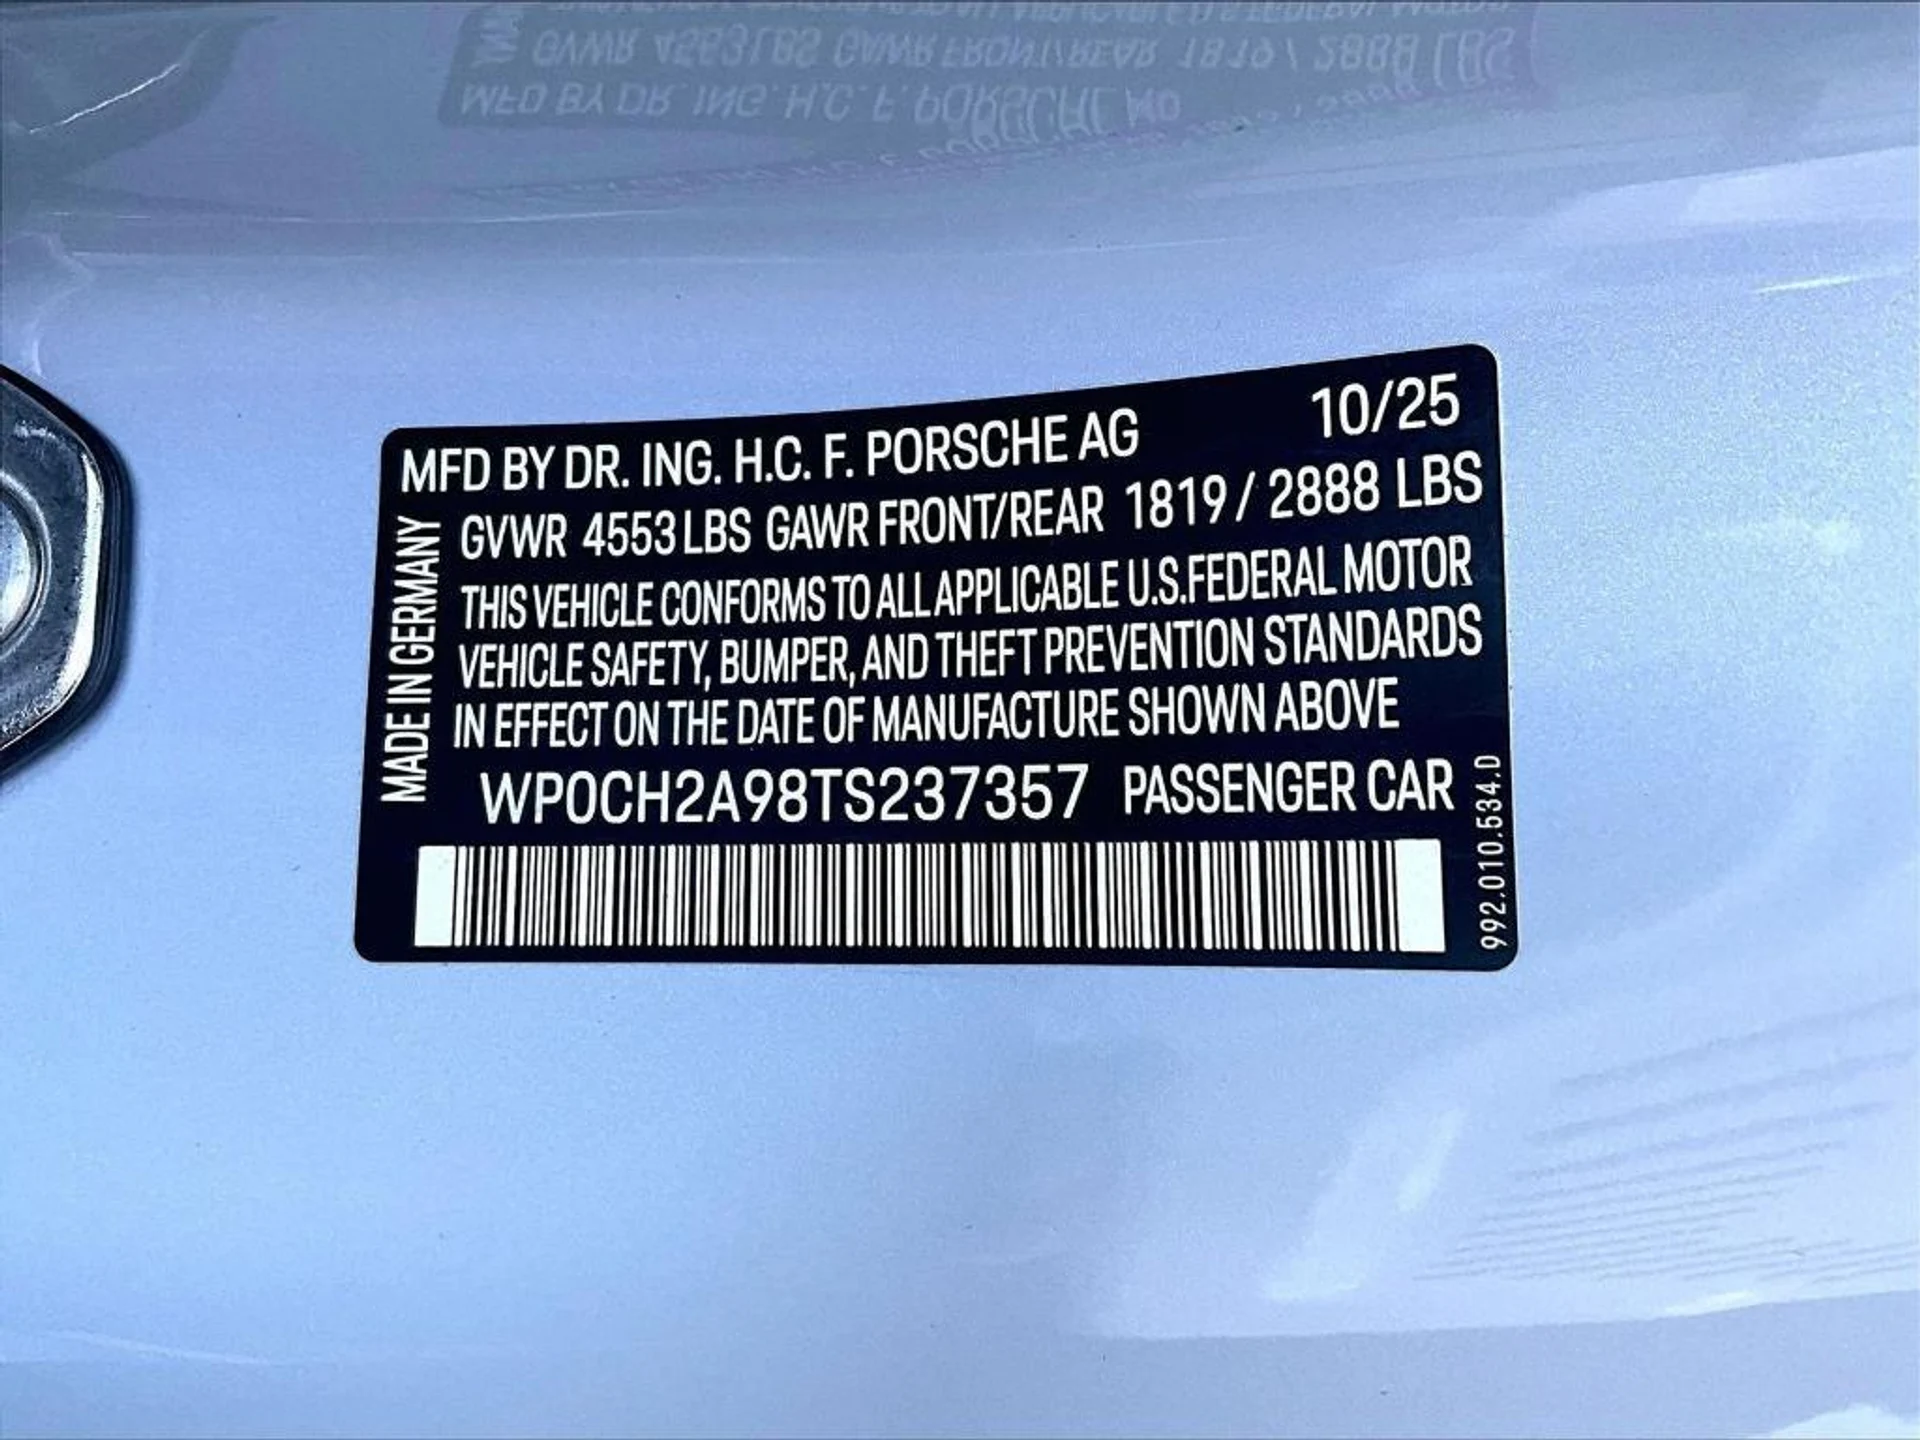 MFD BY DR. ING. H.C. F. PORSCHE AG 10/25
GVWR 4553 LBS GAWR FRONT/REAR 1819 / 2888 LBS
THIS VEHICLE CONFORMS TO ALL APPLICABLE U.S.FEDERAL MOTOR
VEHICLE SAFETY, BUMPER, AND THEFT PREVENTION STANDARDS
IN EFFECT ON THE DATE OF MANUFACTURE SHOWN ABOVE
WP0CH2A98TS237357 PASSENGER CAR
MADE IN GERMANY
992.010.534.D